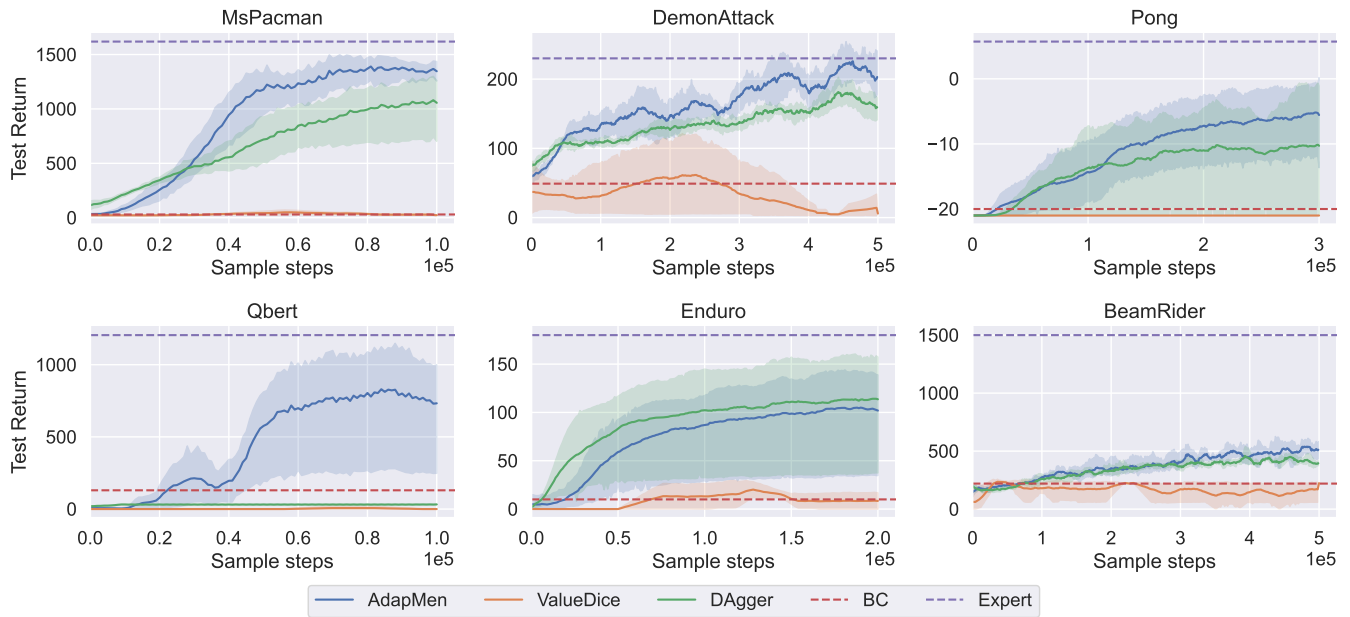 MsPacman
DemonAttack
Pong
Test Return
1500
1000
500
0
0.0 0.2 0.4 0.6 0.8 1.0
Sample steps
1e5
200
100
0
0 1 2 3 4 5
Sample steps
1e5
0
−10
−20
0 1 2 3
Sample steps
1e5
Qbert
Enduro
BeamRider
Test Return
1000
500
0
0.0 0.2 0.4 0.6 0.8 1.0
Sample steps
1e5
150
100
50
0
0.0 0.5 1.0 1.5 2.0
Sample steps
1e5
1500
1000
500
0
0 1 2 3 4 5
Sample steps
1e5
AdapMen ValueDice DAgger BC Expert